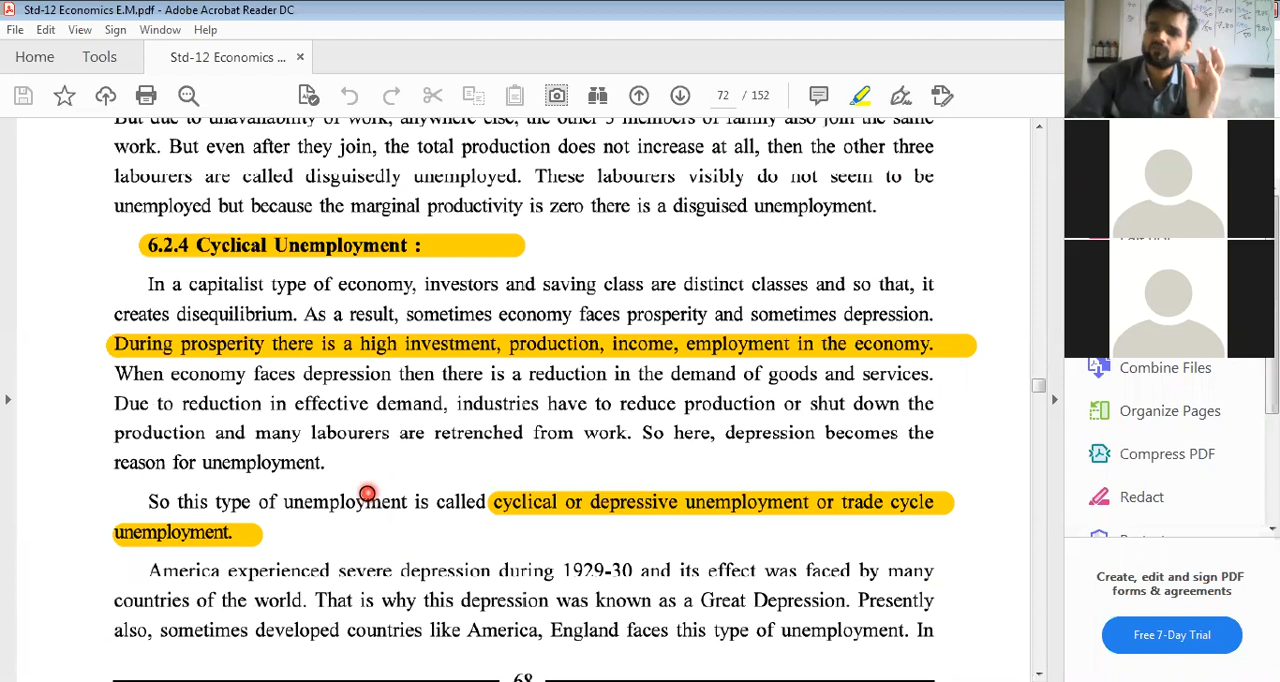 Std-12 Economics E.M.pdf - Adobe Acrobat Reader DC
File Edit View Sign Window Help
Home Tools Std-12 Economics ... ×
72 / 152
But due to unavailability of work, anywhere else, the other 3 members of family also join the same
work. But even after they join, the total production does not increase at all, then the other three
labourers are called disguisedly unemployed. These labourers visibly do not seem to be
unemployed but because the marginal productivity is zero there is a disguised unemployment.
6.2.4 Cyclical Unemployment :
In a capitalist type of economy, investors and saving class are distinct classes and so that, it
creates disequilibrium. As a result, sometimes economy faces prosperity and sometimes depression.
During prosperity there is a high investment, production, income, employment in the economy.
When economy faces depression then there is a reduction in the demand of goods and services.
Due to reduction in effective demand, industries have to reduce production or shut down the
production and many labourers are retrenched from work. So here, depression becomes the
reason for unemployment.
So this type of unemployment is called cyclical or depressive unemployment or trade cycle
unemployment.
America experienced severe depression during 1929-30 and its effect was faced by many
countries of the world. That is why this depression was known as a Great Depression. Presently
also, sometimes developed countries like America, England faces this type of unemployment. In
68
Combine Files
Organize Pages
Compress PDF
Redact
Create, edit and sign PDF
forms & agreements
Free 7-Day Trial